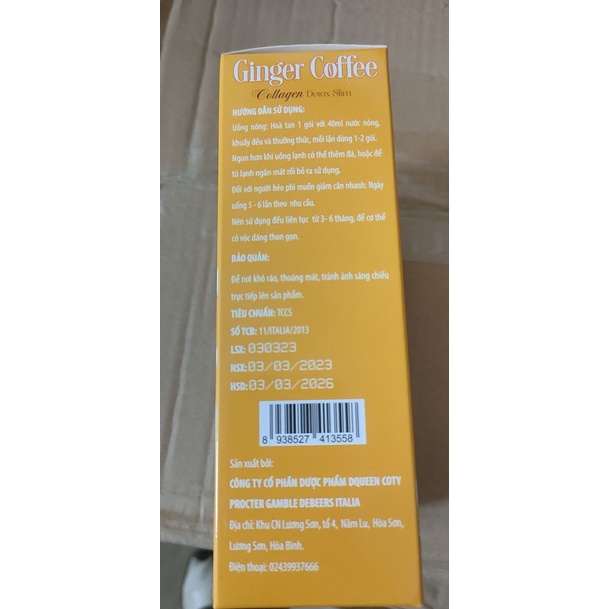 Ginger Coffee
Collagen Detox Slim
HƯỚNG DẪN SỬ DỤNG:
Uống nóng: Hoà tan 1 gói với 40ml nước nóng.
khuấy đều và thưởng thức, mỗi lần dùng 1-2 gói.
Ngon hơn khi uống lạnh có thể thêm đá, hoặc để
tủ lạnh ngăn mát rồi bỏ ra sử dụng.
Đối với người béo phì muốn giảm cân nhanh: Ngày
uống 5 - 6 lần theo nhu cầu.
Nên sử dụng đều liên tục từ 3- 6 tháng, để cơ thể
có vóc dáng thon gọn.
BẢO QUẢN:
Để nơi khô ráo, thoáng mát, tránh ánh sáng chiếu
trực tiếp lên sản phẩm.
TIÊU CHUẨN: TCCS
SỐ TCB: 11/ITALIA/2013
LSX: 030323
NSX: 03/03/2023
HSD: 03/03/2026
8 938527 413558
Sản xuất bởi:
CÔNG TY CỔ PHẦN DƯỢC PHẨM DQUEEN COTY
PROCTER GAMBLE DEBEERS ITALIA
Địa chỉ: Khu CN Lương Sơn, tổ 4, Năm Lu, Hòa Sơn,
Lương Sơn, Hòa Bình.
Điện thoại: 02439937666